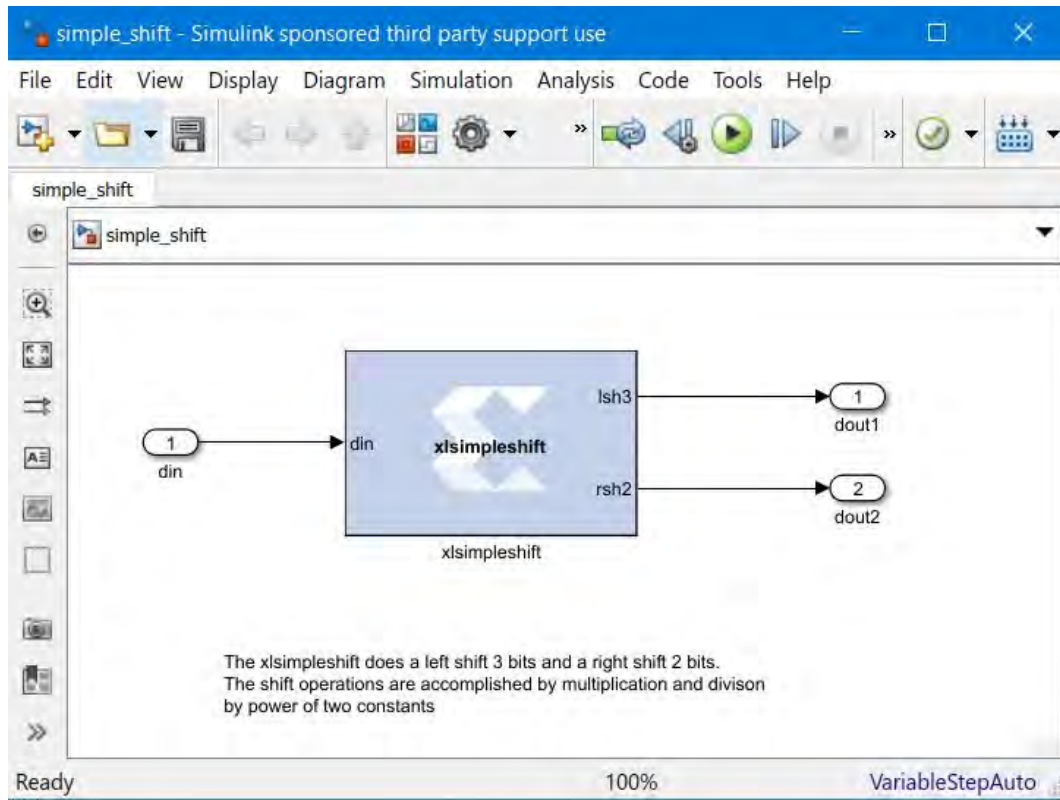 simple_shift - Simulink sponsored third party support use
File Edit View Display Diagram Simulation Analysis Code Tools Help
» »
simple_shift
simple_shift
lsh3
1
dout1
1
din
din
xlsimpleshift
rsh2
2
dout2
xlsimpleshift
The xlsimpleshift does a left shift 3 bits and a right shift 2 bits.
The shift operations are accomplished by multiplication and divison
by power of two constants
Ready 100% VariableStepAuto